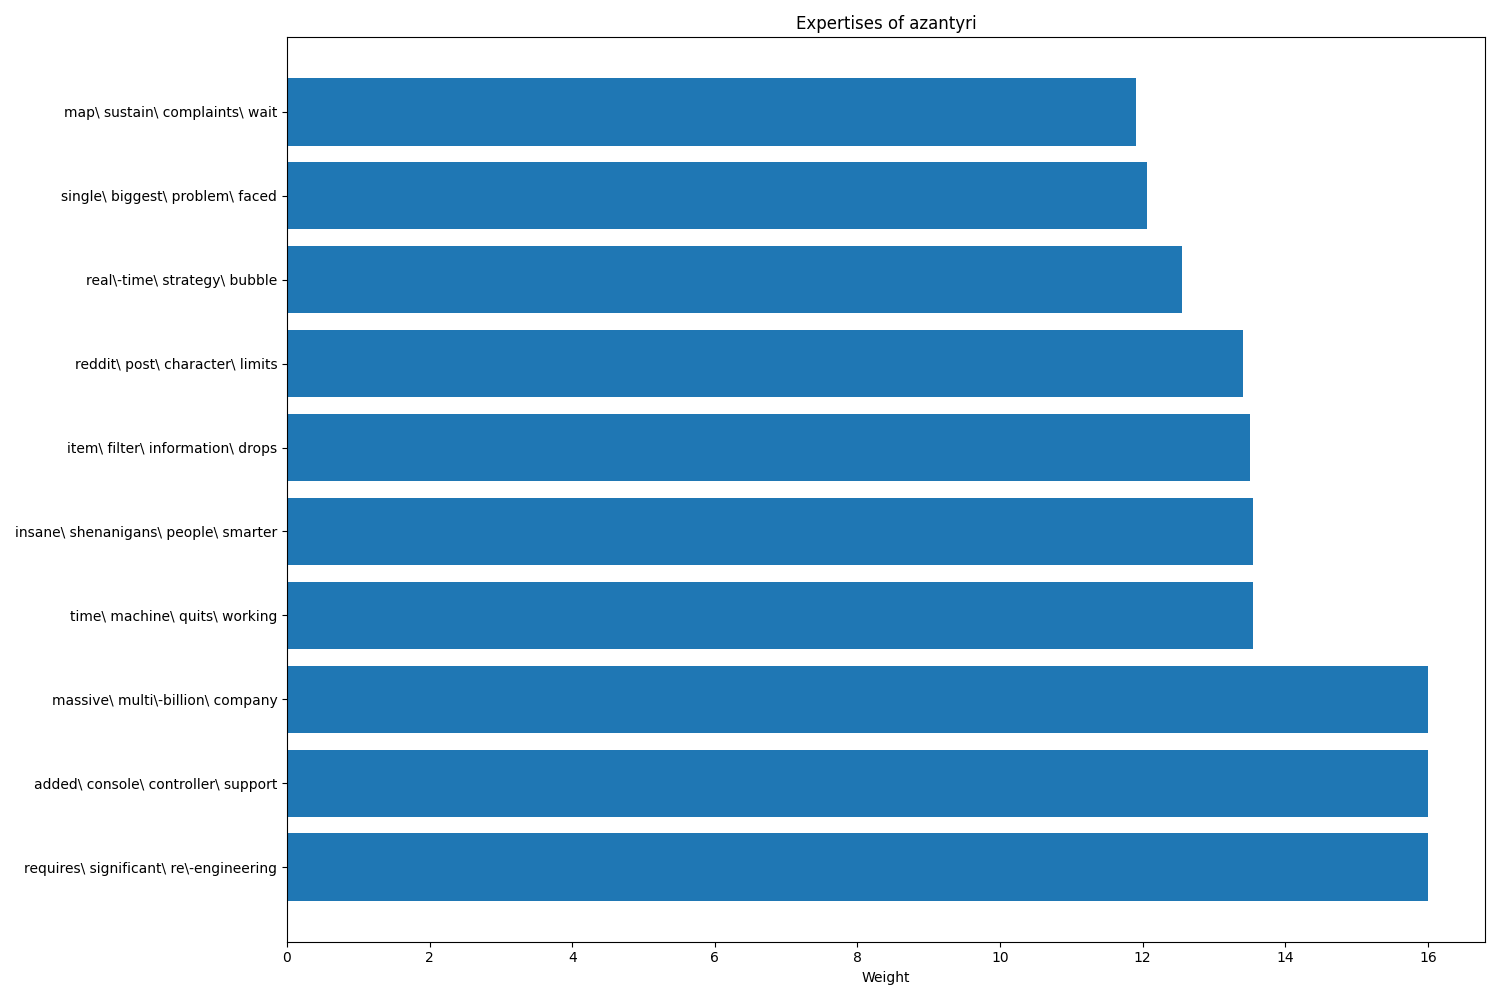 Expertises of azantyri
map\ sustain\ complaints\ wait
single\ biggest\ problem\ faced
real\-time\ strategy\ bubble
reddit\ post\ character\ limits
item\ filter\ information\ drops
insane\ shenanigans\ people\ smarter
time\ machine\ quits\ working
massive\ multi\-billion\ company
added\ console\ controller\ support
requires\ significant\ re\-engineering
0 2 4 6 8 10 12 14 16
Weight